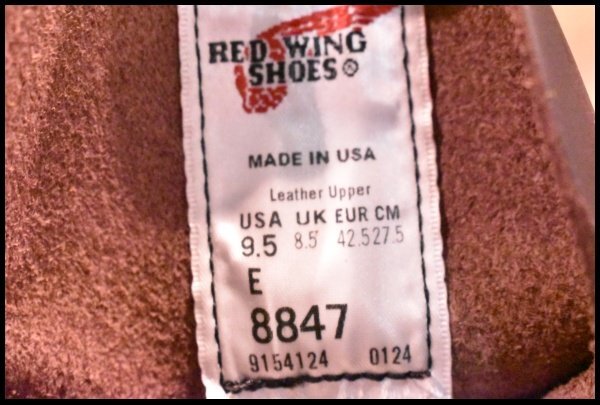 RED WING
SHOES®
MADE IN USA
Leather Upper
USA UK EUR CM
9.5 8.5 42.5 27.5
E
8847
9154124 0124